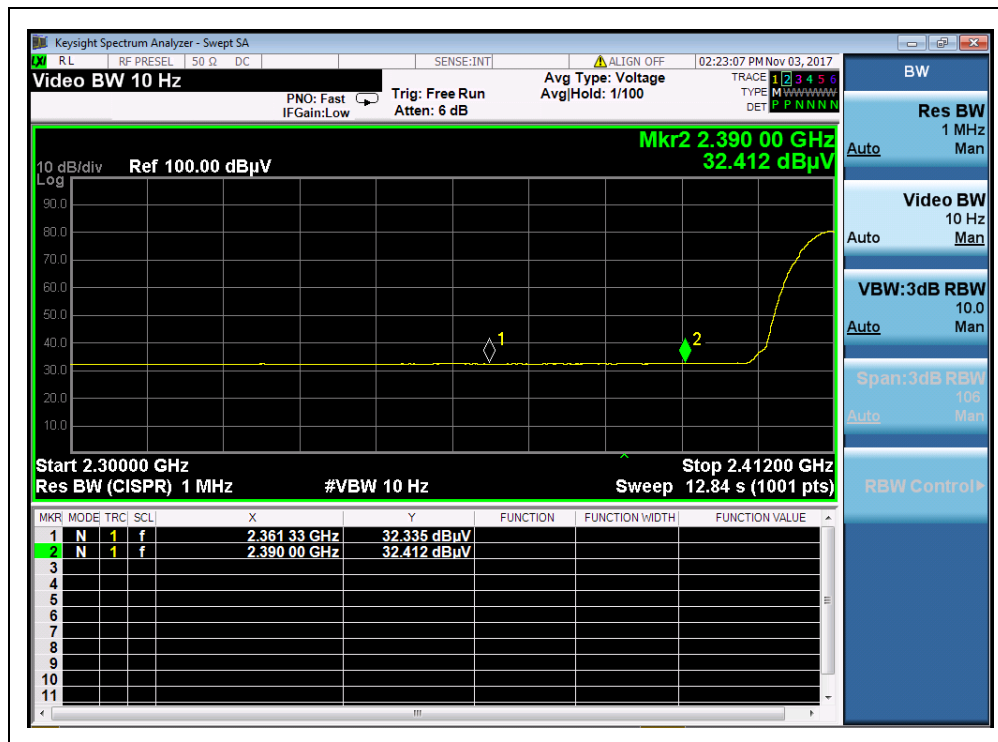 Keysight Spectrum Analyzer - Swept SA
LXI RL RF PRESEL 50 Ω DC SENSE:INT ALIGN OFF 02:23:07 PM Nov 03, 2017
Video BW 10 Hz
PNO: Fast
IFGain:Low
Trig: Free Run
Atten: 6 dB
Avg Type: Voltage
Avg|Hold: 1/100
TRACE 1 2 3 4 5 6
TYPE M WWWWW
DET P P N N N N
Mkr2 2.390 00 GHz
32.412 dBµV
10 dB/div Ref 100.00 dBµV
Log
90.0
80.0
70.0
60.0
50.0
40.0
30.0
20.0
10.0
1
2
Start 2.30000 GHz Stop 2.41200 GHz
Res BW (CISPR) 1 MHz #VBW 10 Hz Sweep 12.84 s (1001 pts)
MKR MODE TRC SCL X Y FUNCTION FUNCTION WIDTH FUNCTION VALUE
1 N 1 f 2.361 33 GHz 32.335 dBµV
2 N 1 f 2.390 00 GHz 32.412 dBµV
3
4
5
6
7
8
9
10
11
BW
Res BW
1 MHz
Auto Man
Video BW
10 Hz
Auto Man
VBW:3dB RBW
10.0
Auto Man
Span:3dB RBW
106
Auto Man
RBW Control